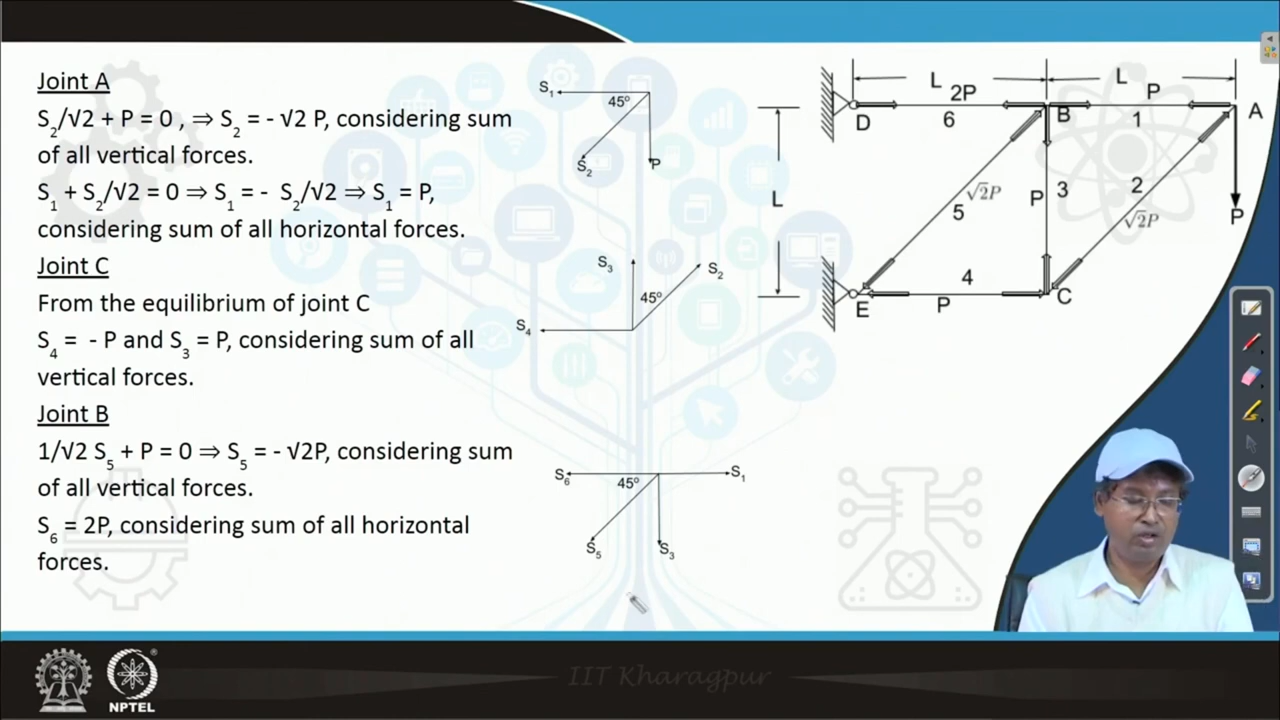 Joint A
S₂/√2 + P = 0 , ⇒ S₂ = - √2 P, considering sum
of all vertical forces.
S₁ + S₂/√2 = 0 ⇒ S₁ = - S₂/√2 ⇒ S₁ = P,
considering sum of all horizontal forces.
Joint C
From the equilibrium of joint C
S₄ = - P and S₃ = P, considering sum of all
vertical forces.
Joint B
1/√2 S₅ + P = 0 ⇒ S₅ = - √2P, considering sum
of all vertical forces.
S₆ = 2P, considering sum of all horizontal
forces.
S₁
45º
S₂
P
S₃
S₂
45º
S₄
S₆
45º
S₁
S₅
S₃
L
L
2P
P
D
6
B
1
A
L
5
√2P
P
3
2
√2P
P
4
E
P
C
IIT Kharagpur
NPTEL